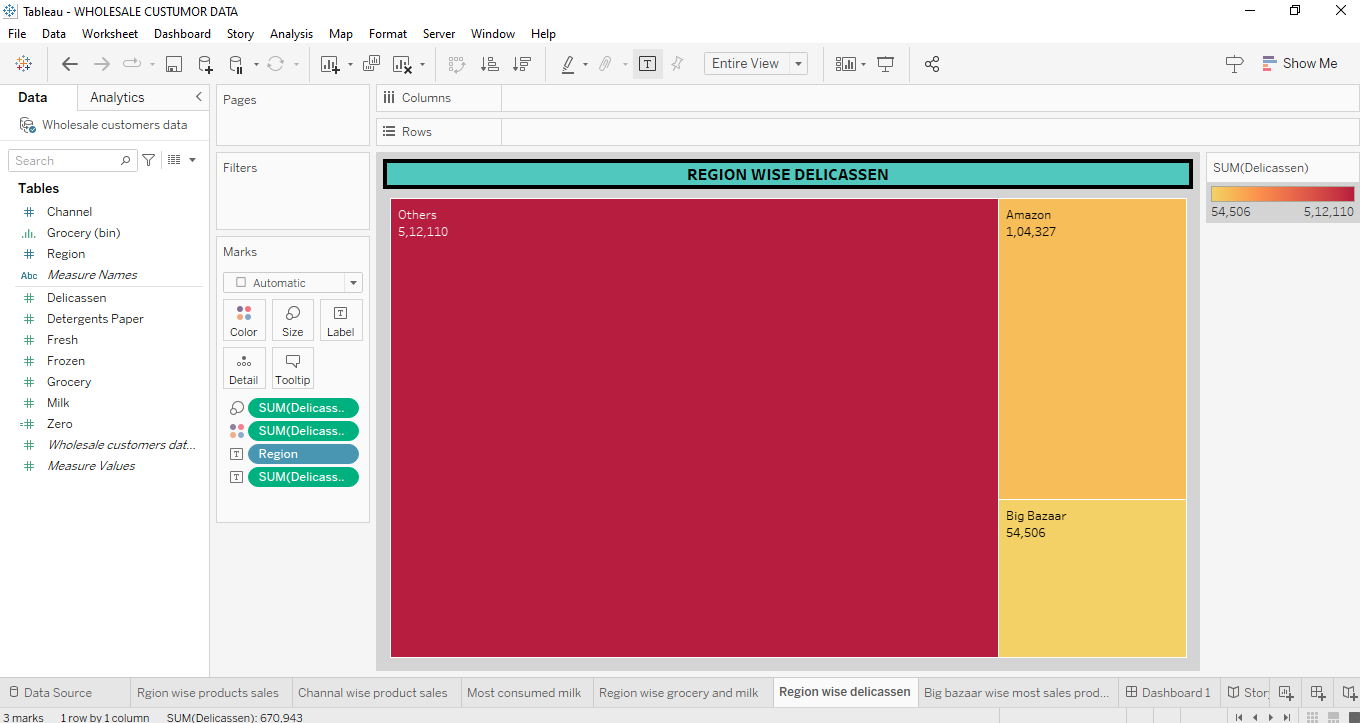 Tableau - WHOLESALE CUSTUMOR DATA
File Data Worksheet Dashboard Story Analysis Map Format Server Window Help
Entire View
Show Me
Data Analytics
Wholesale customers data
Search
Tables
Channel
Grocery (bin)
Region
Abc Measure Names
Delicassen
Detergents Paper
Fresh
Frozen
Grocery
Milk
Zero
Wholesale customers dat...
Measure Values
Pages
Filters
Marks
Automatic
Color Size Label
Detail Tooltip
SUM(Delicass..
SUM(Delicass..
Region
SUM(Delicass..
Columns
Rows
REGION WISE DELICASSEN
Others
5,12,110
Amazon
1,04,327
Big Bazaar
54,506
SUM(Delicassen)
54,506 5,12,110
Data Source Rgion wise products sales Channal wise product sales Most consumed milk Region wise grocery and milk Region wise delicassen Big bazaar wise most sales prod... Dashboard 1 Stor
3 marks 1 row by 1 column SUM(Delicassen): 670,943